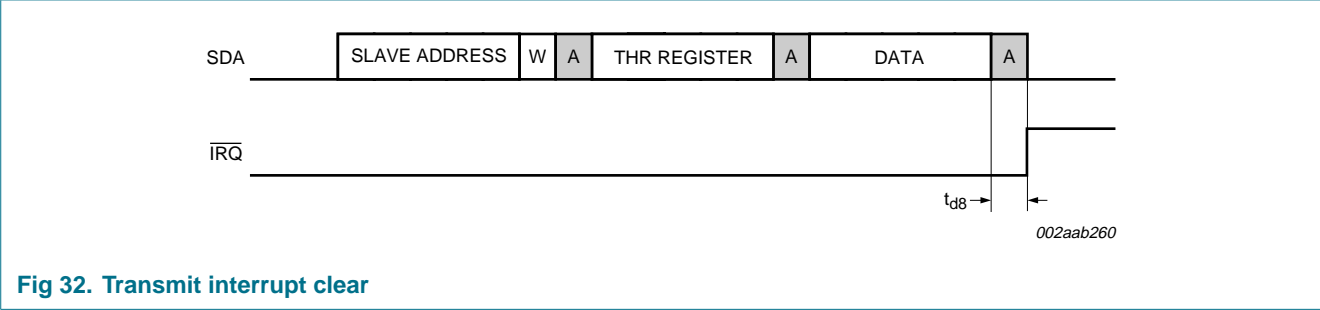 SDA SLAVE ADDRESS W A THR REGISTER A DATA A
IRQ
td8
002aab260
Fig 32. Transmit interrupt clear